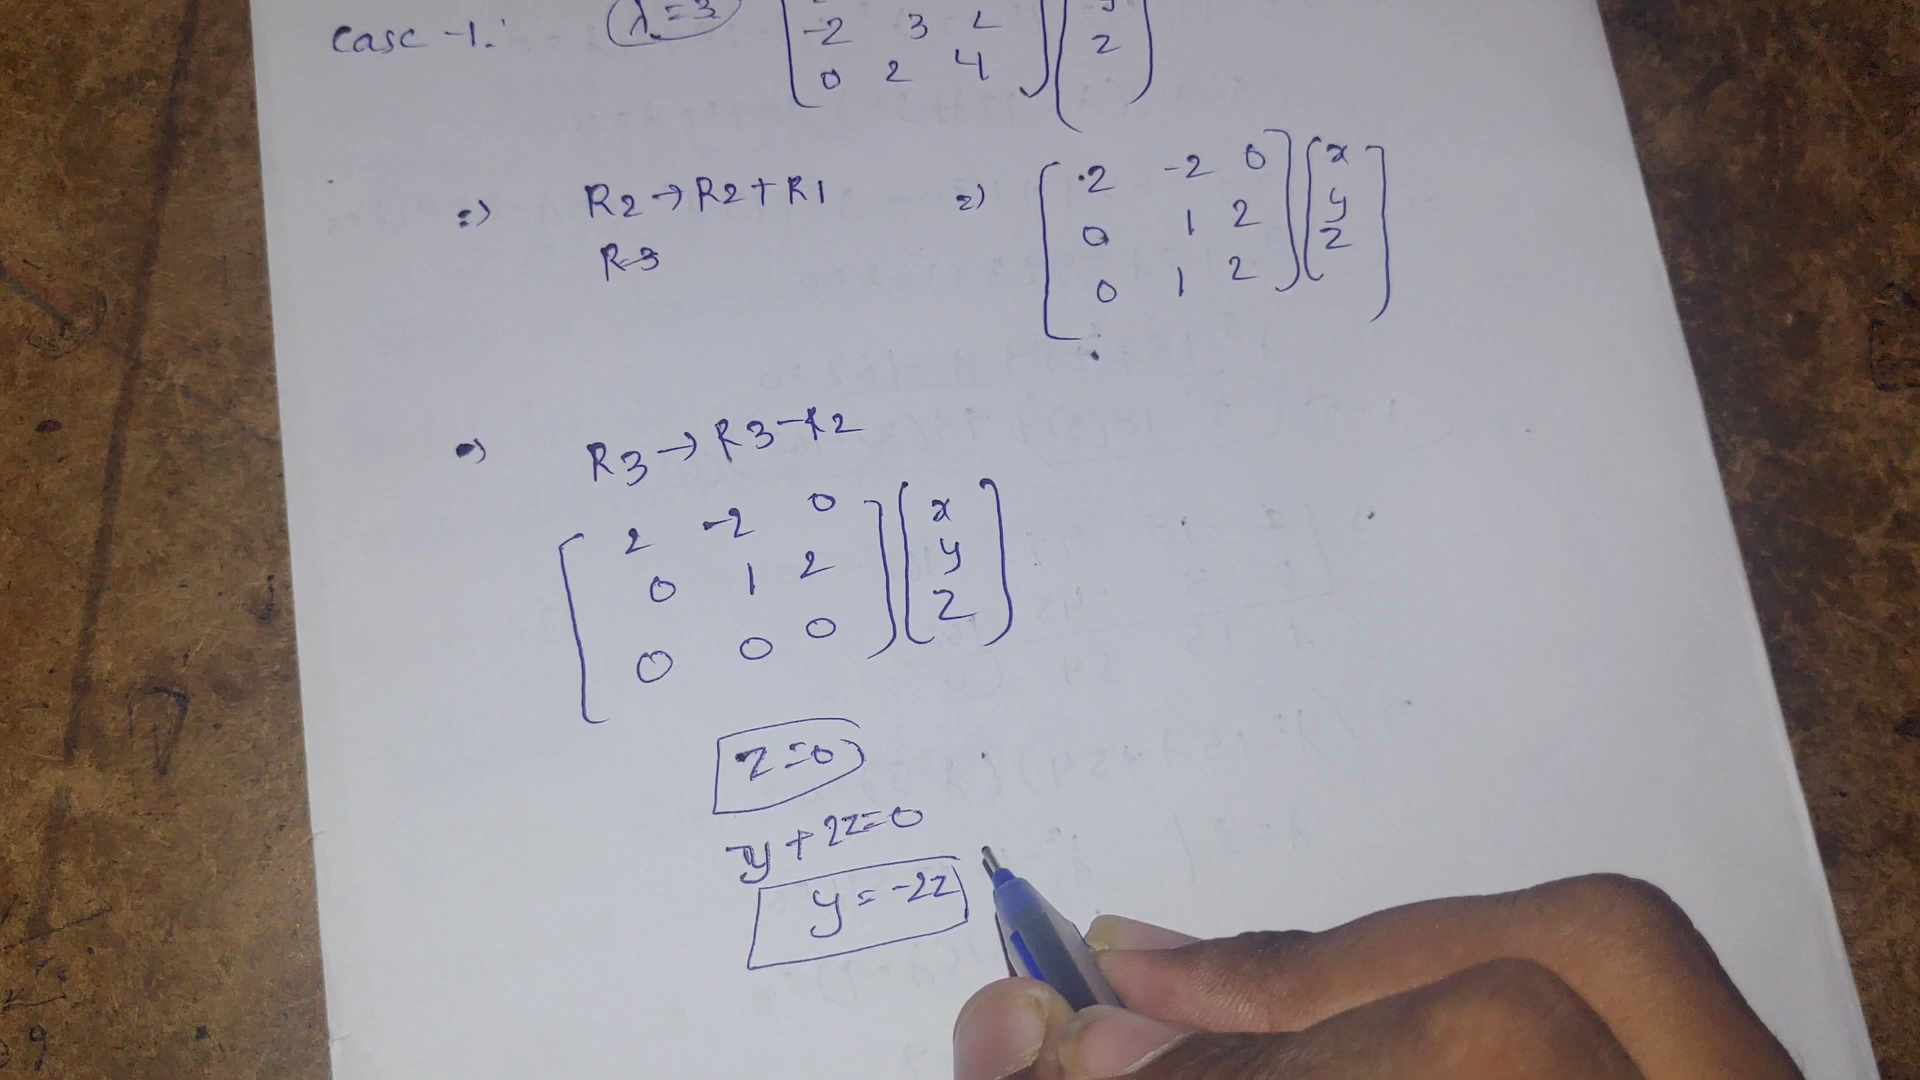 Case -1: λ=3 -2 3 2 z
0 2 4
=> R2→R2+R1 => 2 -2 0 x
R3 0 1 2 y
0 1 2 z
=> R3→R3-R2
2 -2 0 x
0 1 2 y
0 0 0 z
z=0
y+2z=0
y=-2z